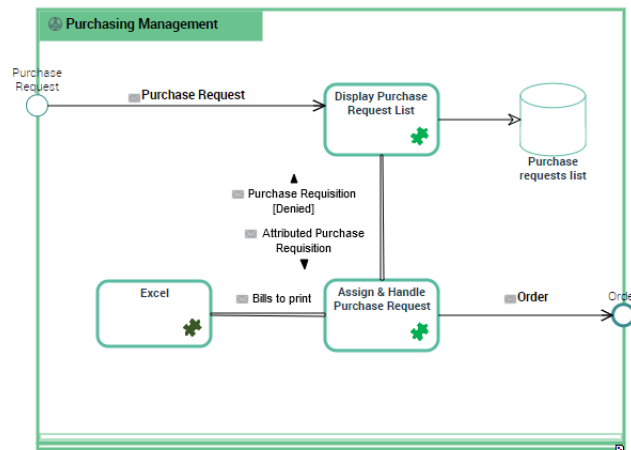 Purchasing Management
Purchase
Request
Purchase Request
Display Purchase
Request List
Purchase
requests list
Purchase Requisition
[Denied]
Attributed Purchase
Requisition
Excel
Bills to print
Assign & Handle
Purchase Request
Order
Orde